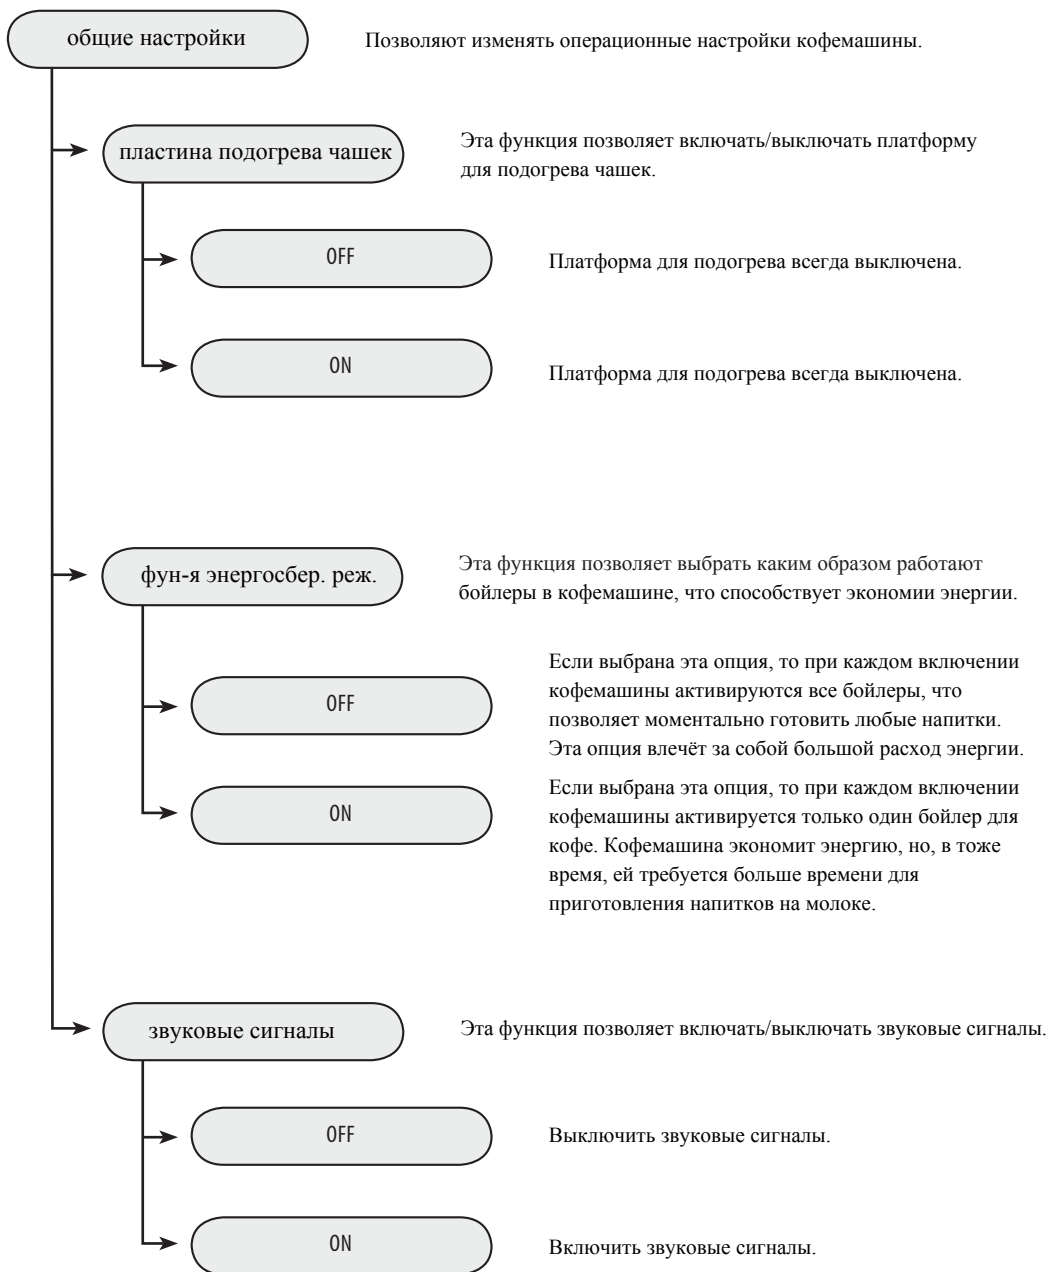 общие настройки
Позволяют изменять операционные настройки кофемашины.
пластина подогрева чашек
Эта функция позволяет включать/выключать платформу
для подогрева чашек.
OFF
Платформа для подогрева всегда выключена.
ON
Платформа для подогрева всегда выключена.
фун-я энергосбер. реж.
Эта функция позволяет выбрать каким образом работают
бойлеры в кофемашине, что способствует экономии энергии.
OFF
Если выбрана эта опция, то при каждом включении
кофемашины активируются все бойлеры, что
позволяет моментально готовить любые напитки.
Эта опция влечёт за собой большой расход энергии.
ON
Если выбрана эта опция, то при каждом включении
кофемашины активируется только один бойлер для
кофе. Кофемашина экономит энергию, но, в тоже
время, ей требуется больше времени для
приготовления напитков на молоке.
звуковые сигналы
Эта функция позволяет включать/выключать звуковые сигналы.
OFF
Выключить звуковые сигналы.
ON
Включить звуковые сигналы.